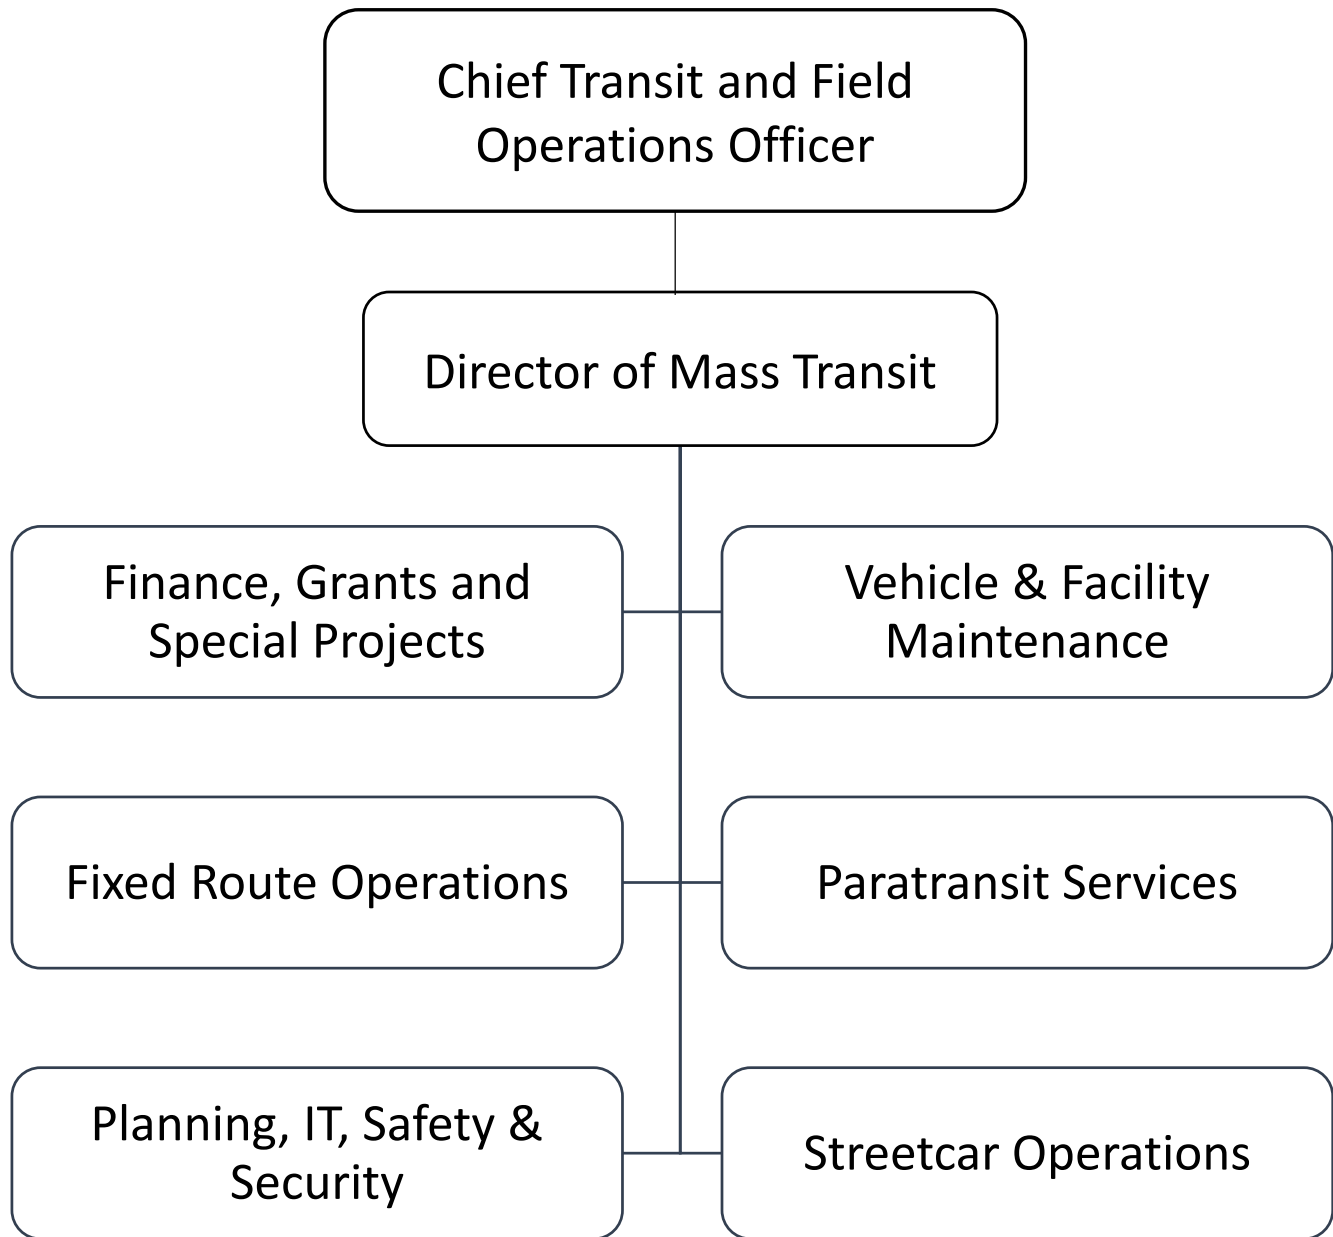 Chief Transit and Field
Operations Officer
Director of Mass Transit
Finance, Grants and
Special Projects
Vehicle & Facility
Maintenance
Fixed Route Operations
Paratransit Services
Planning, IT, Safety &
Security
Streetcar Operations